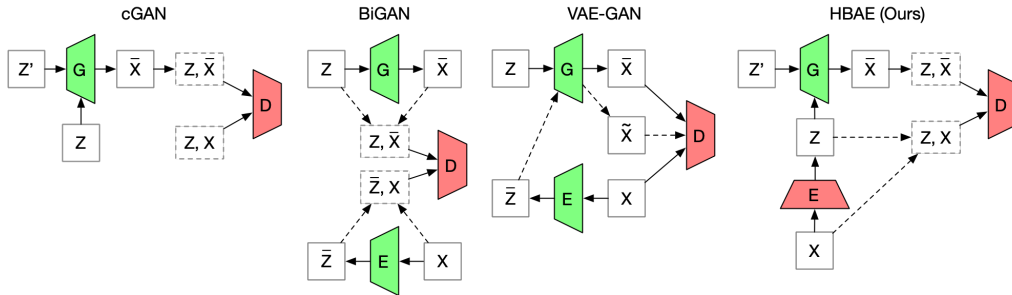 cGAN
BiGAN
VAE-GAN
HBAE (Ours)
Z'
G
X̄
Z, X̄
D
Z, X
Z
Z
G
X̄
Z, X̄
D
Z̄, X
Z̄
E
X
Z
G
X̄
X̃
D
Z̄
E
X
Z'
G
X̄
Z, X̄
D
Z
Z, X
E
X